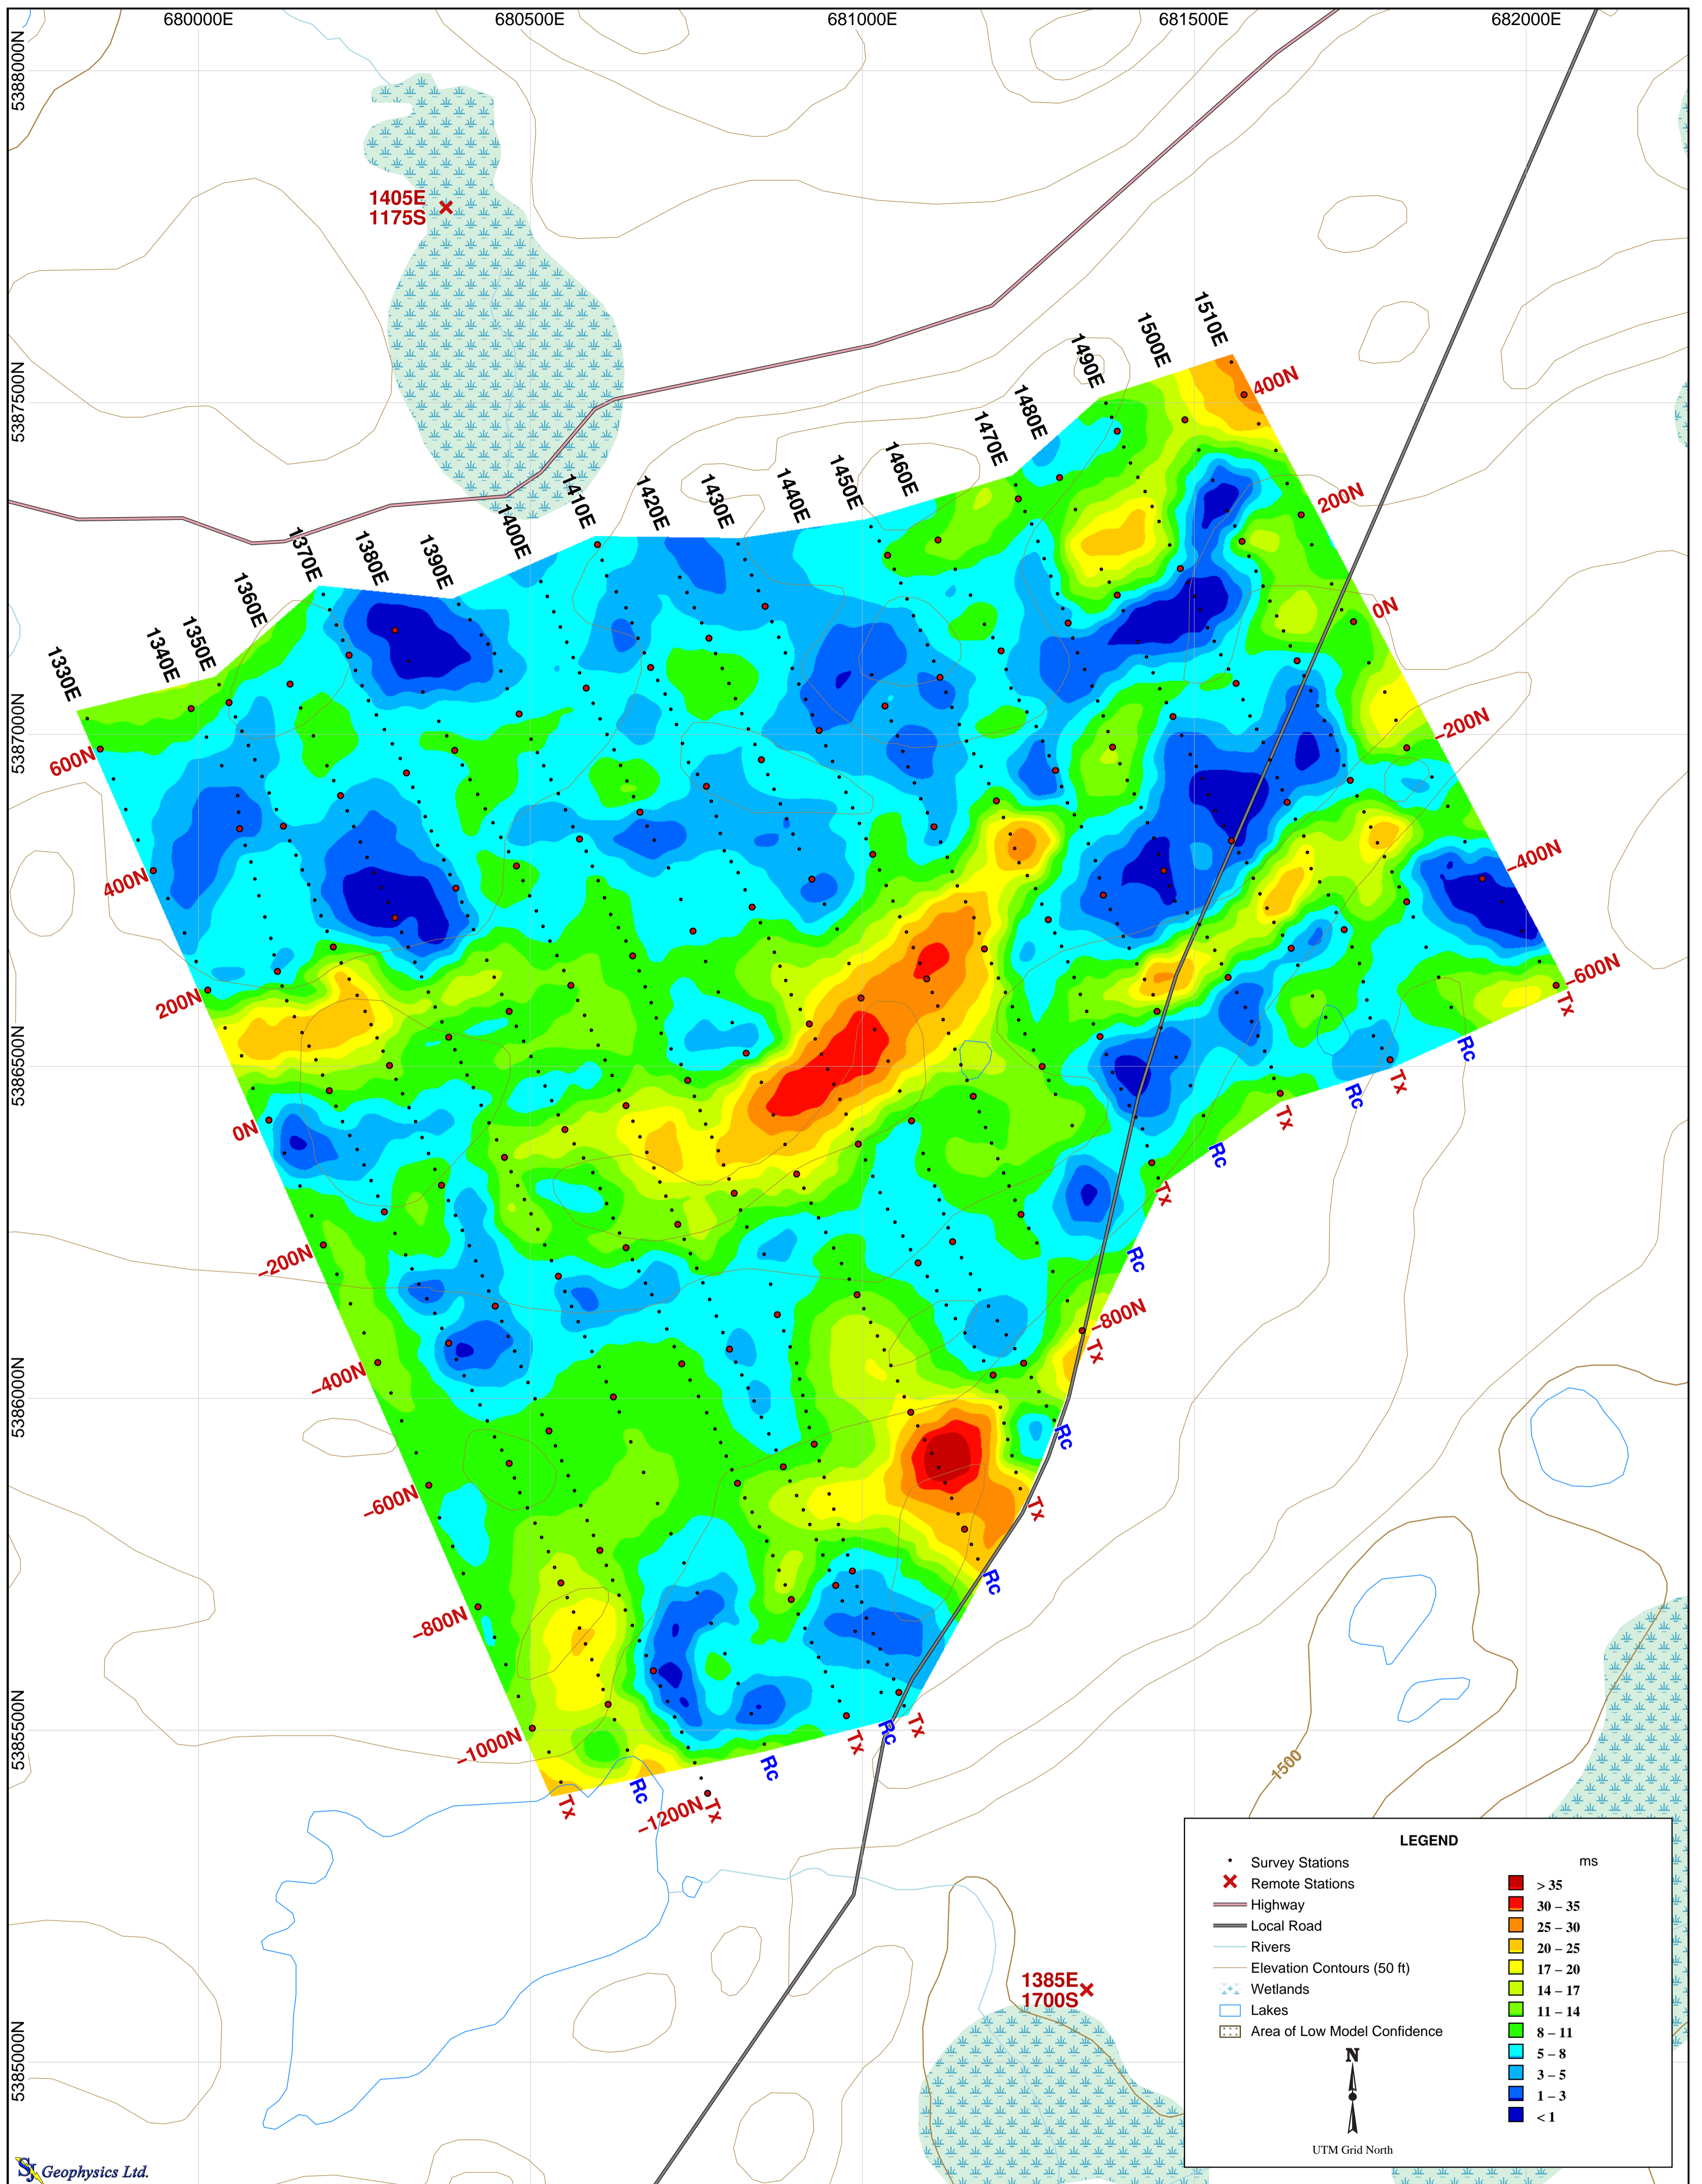 680000E 680500E 681000E 681500E 682000E
5388000N
5387500N
5387000N
5386500N
5386000N
5385500N
5385000N
1405E
1175S
1330E
1340E
1350E
1360E
1370E
1380E
1390E
1400E
1410E
1420E
1430E
1440E
1450E
1460E
1470E
1480E
1490E
1500E
1510E
400N
200N
0N
–200N
–400N
–600N
600N
400N
200N
0N
–200N
–400N
–600N
–800N
–1000N
–1200N
–800N
Tx
Rc
Tx
Rc
Tx
Rc
Tx
Rc
Tx
Rc
Tx
Rc
Tx
Rc
Tx
Rc
Tx
Rc
Tx
1500
1385E
1700S
LEGEND
Survey Stations
Remote Stations
Highway
Local Road
Rivers
Elevation Contours (50 ft)
Wetlands
Lakes
Area of Low Model Confidence
ms
> 35
30 – 35
25 – 30
20 – 25
17 – 20
14 – 17
11 – 14
8 – 11
5 – 8
3 – 5
1 – 3
< 1
N
UTM Grid North
SJ Geophysics Ltd.